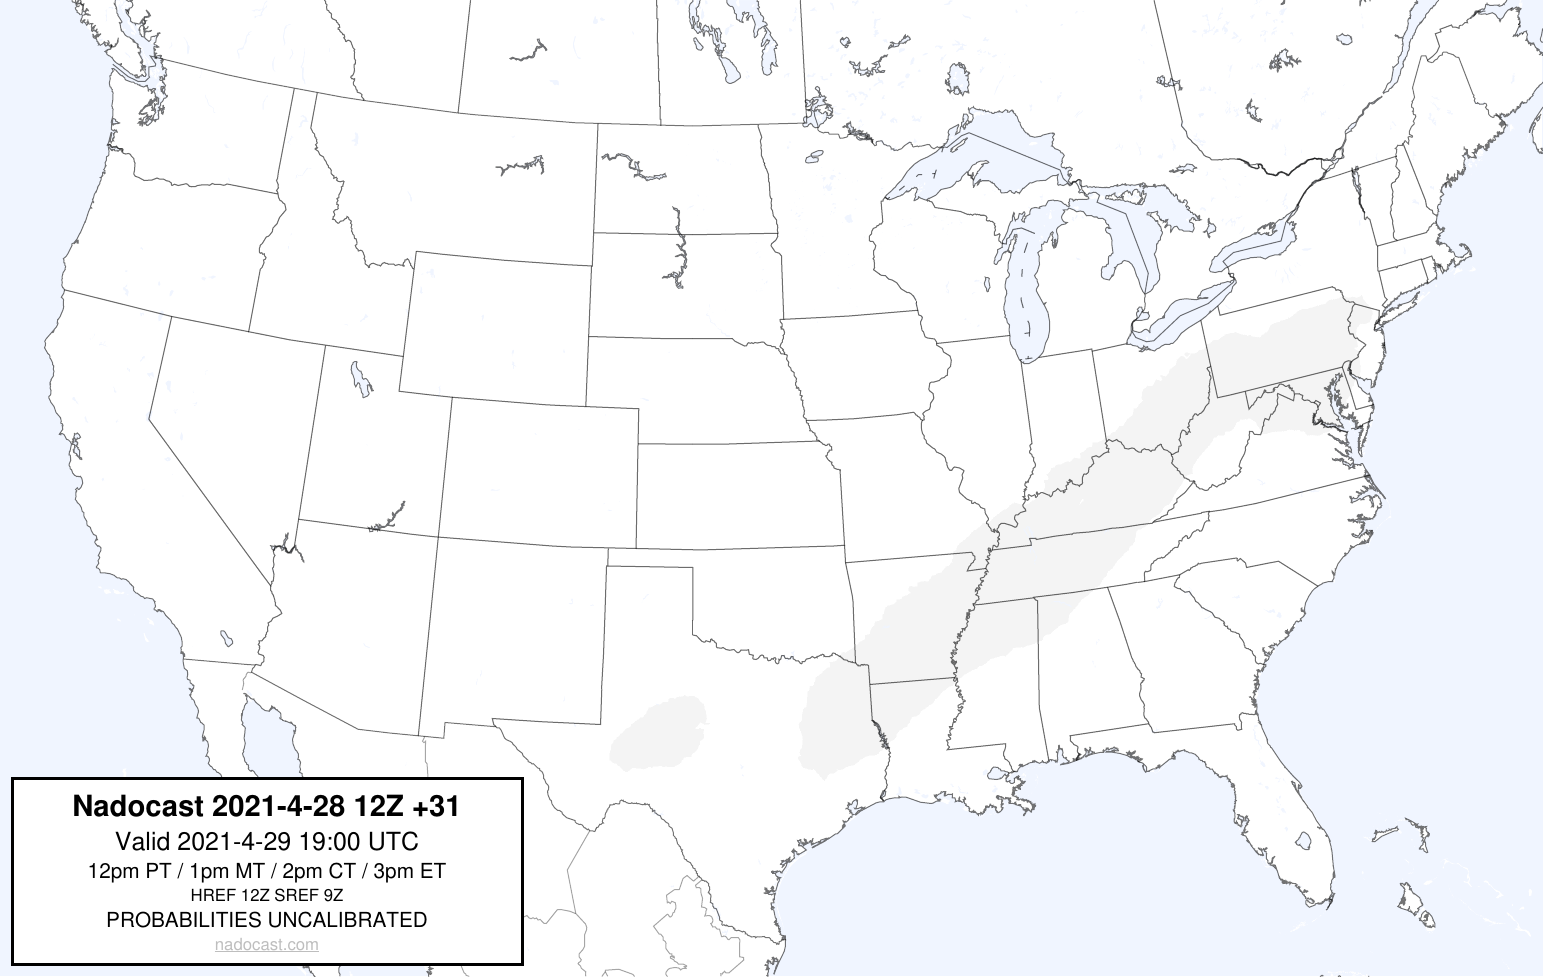 Nadocast 2021-4-28 12Z +31
Valid 2021-4-29 19:00 UTC
12pm PT / 1pm MT / 2pm CT / 3pm ET
HREF 12Z SREF 9Z
PROBABILITIES UNCALIBRATED
nadocast.com